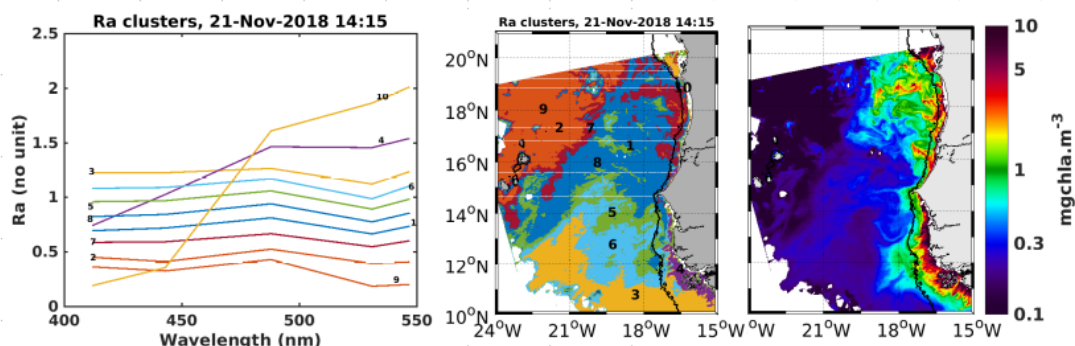 Ra clusters, 21-Nov-2018 14:15
2.5
2
1.5
1
0.5
0
Ra (no unit)
10
4
3
6
5
8
1
7
2
9
400
450
500
550
Wavelength (nm)
Ra clusters, 21-Nov-2018 14:15
20°N
18°N
16°N
14°N
12°N
10°N
10
9
2
7
1
8
5
6
4
3
24°W
21°W
18°W
15°W
0°W
21°W
18°W
15°W
10
5
1
0.3
0.1
mgchla.m-3